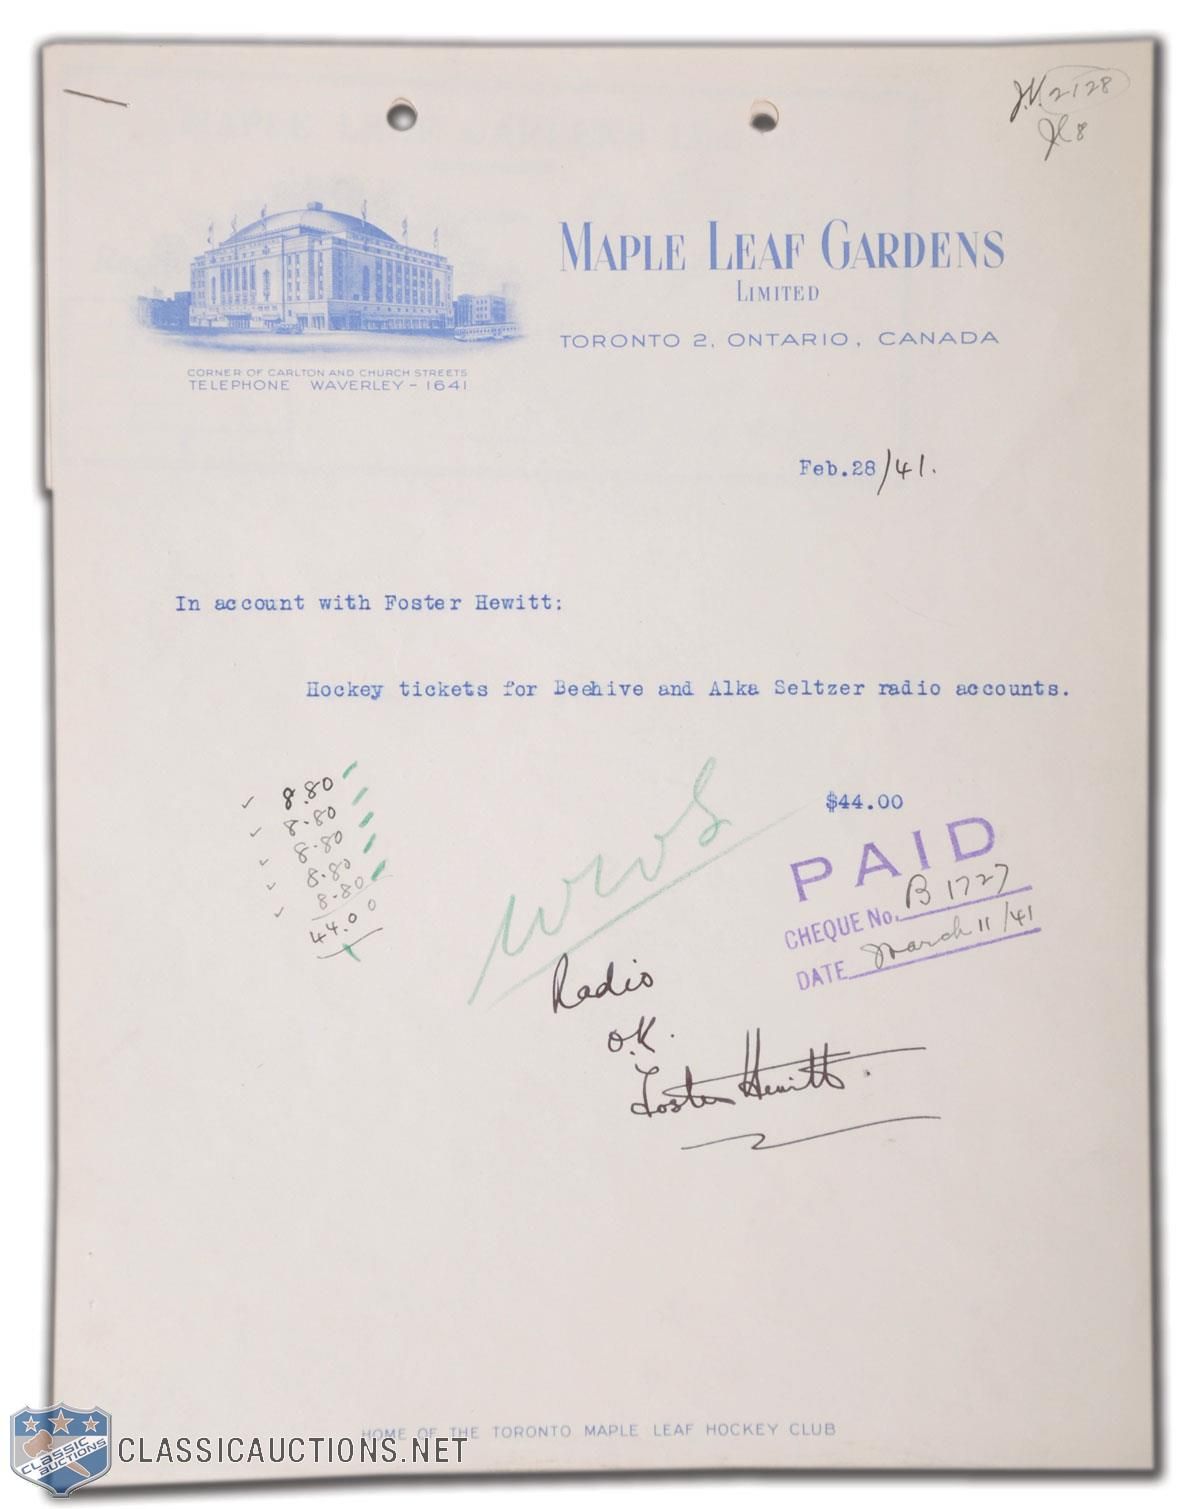 J.V. 2128
MAPLE LEAF GARDENS
LIMITED
TORONTO 2, ONTARIO, CANADA
CORNER OF CARLTON AND CHURCH STREETS
TELEPHONE WAVERLEY - 1641
Feb.28/41.
In account with Foster Hewitt:
Hockey tickets for Beehive and Alka Seltzer radio accounts.
8.80
8.80
8.80
8.80
8.80
44.00
$44.00
PAID
CHEQUE No. B 1727
DATE March 11/41
Radio
O.K.
Foster Hewitt.
HOME OF THE TORONTO MAPLE LEAF HOCKEY CLUB
CLASSIC AUCTIONS
CLASSICAUCTIONS.NET